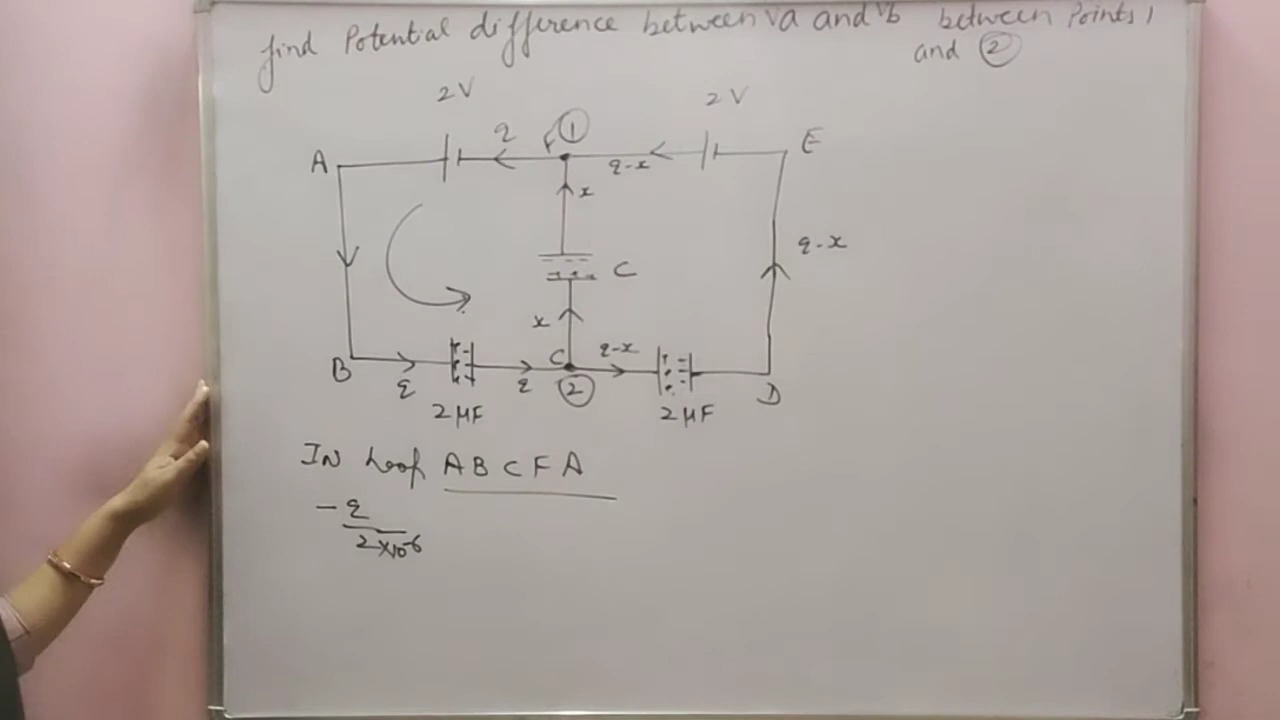 find Potential difference between Va and Vb between Points 1
and ②
2V 2V
A q F ① q-x E
x
q-x
C
x
B q q C q-x D
②
2μF 2μF
IN Loop ABCFA
- q
2×10-6